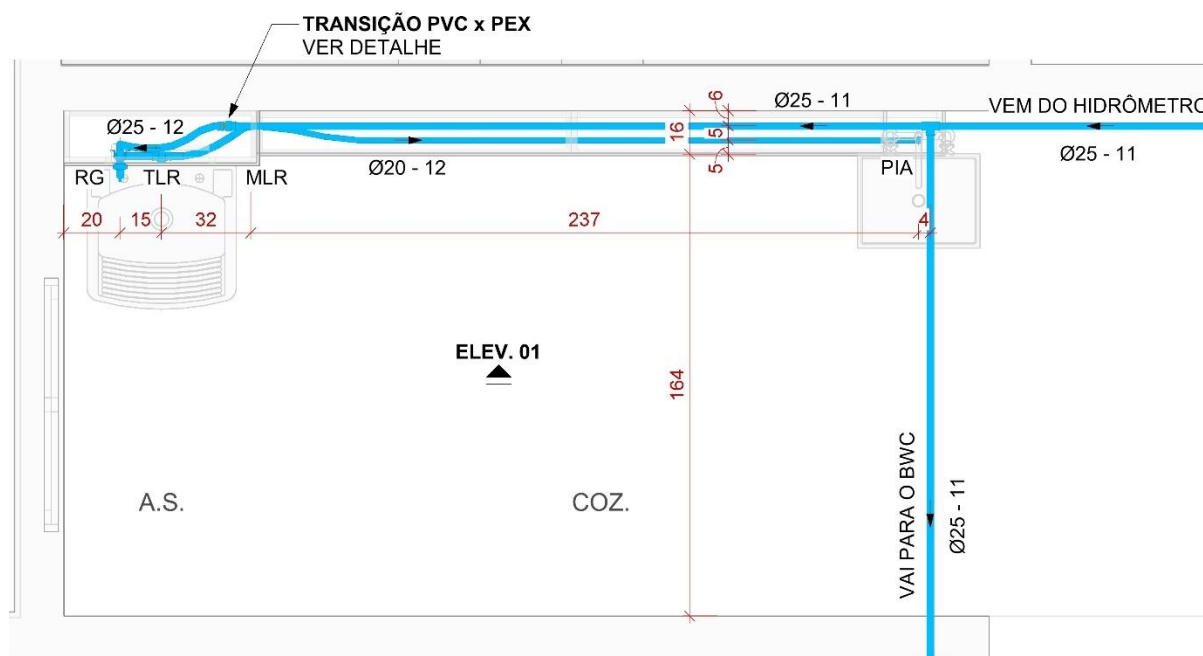 TRANSIÇÃO PVC x PEX
VER DETALHE
Ø25 - 12
6
Ø25 - 11
VEM DO HIDRÔMETRO
16
5
Ø20 - 12
5
PIA
Ø25 - 11
RG
TLR
MLR
20
15
32
237
4
ELEV. 01
164
VAI PARA O BWC
Ø25 - 11
A.S.
COZ.